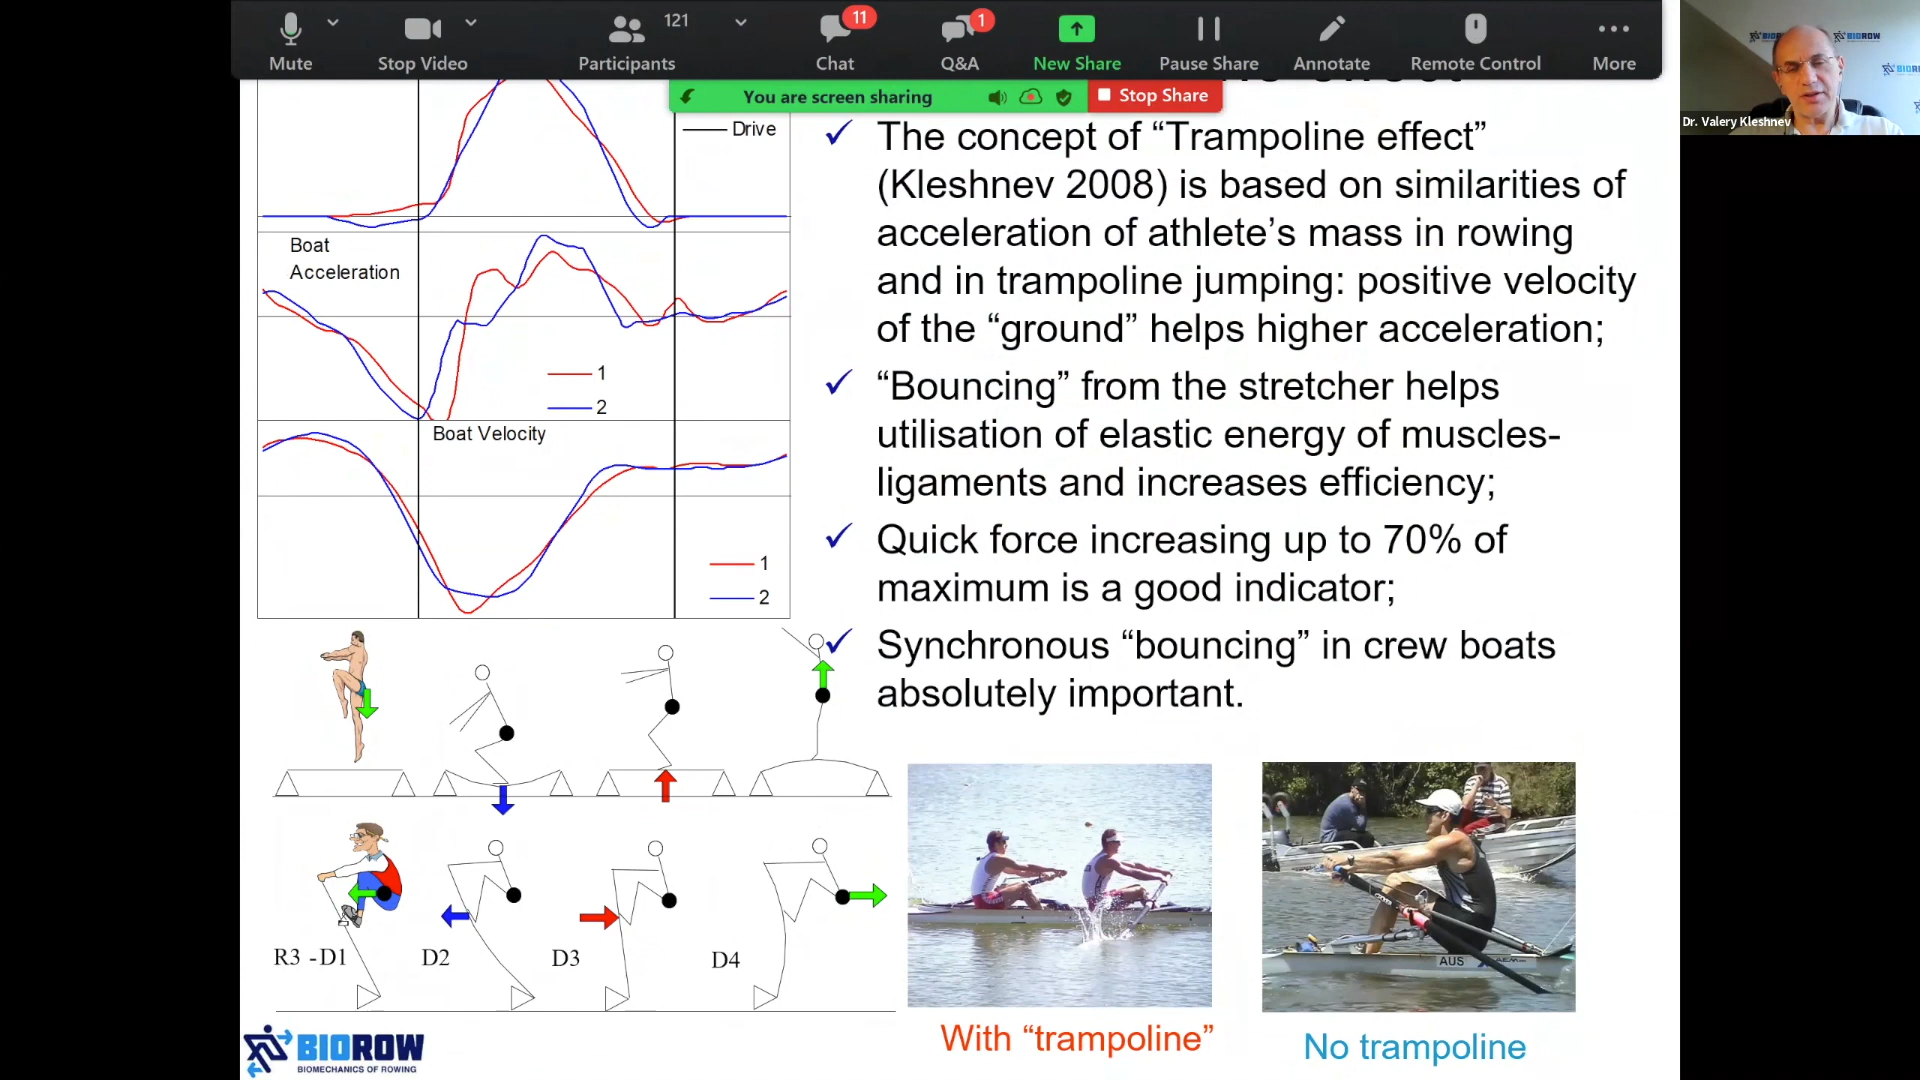 Mute
Stop Video
Participants
121
Chat
11
Q&A
1
New Share
Pause Share
Annotate
Remote Control
More
You are screen sharing
Stop Share
Dr. Valery Kleshnev
BIOROW
Drive
Boat
Acceleration
1
2
Boat Velocity
1
2
The concept of “Trampoline effect”
(Kleshnev 2008) is based on similarities of
acceleration of athlete’s mass in rowing
and in trampoline jumping: positive velocity
of the “ground” helps higher acceleration;
“Bouncing” from the stretcher helps
utilisation of elastic energy of muscles-
ligaments and increases efficiency;
Quick force increasing up to 70% of
maximum is a good indicator;
Synchronous “bouncing” in crew boats
absolutely important.
R3 -D1
D2
D3
D4
AUS
With “trampoline”
No trampoline
BIOROW
BIOMECHANICS OF ROWING